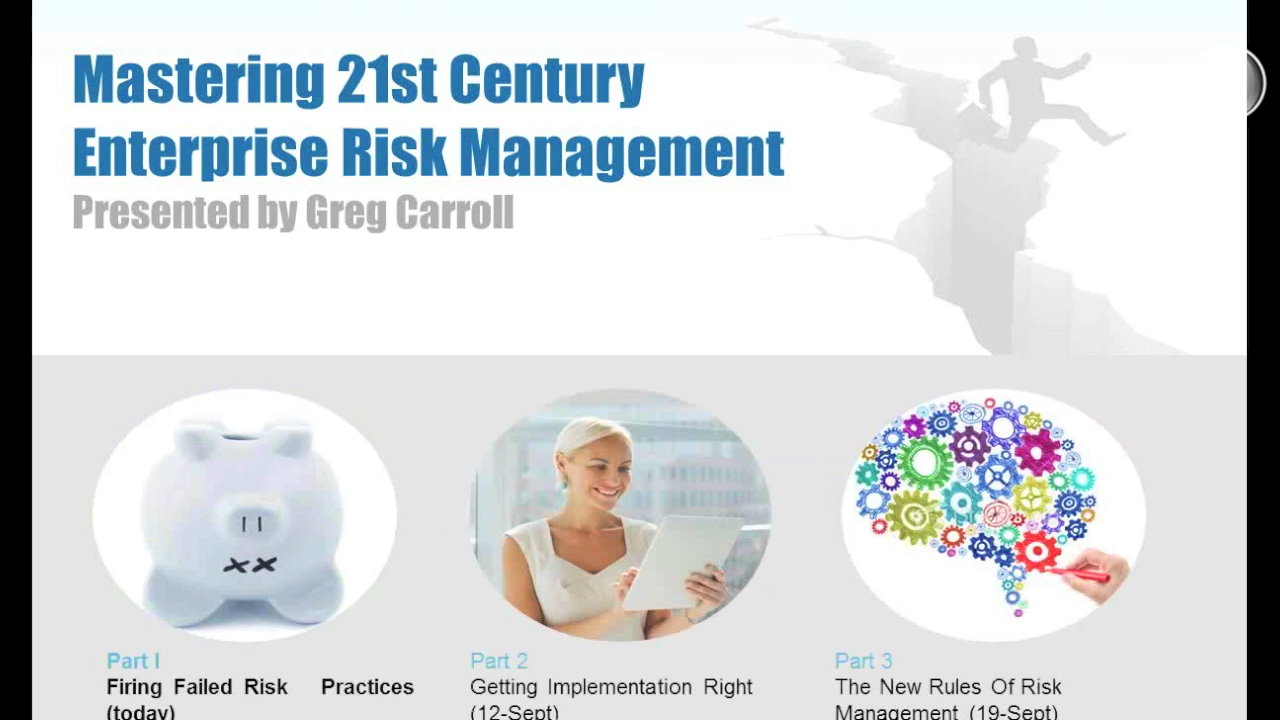 Mastering 21st Century
Enterprise Risk Management
Presented by Greg Carroll
Part I
Firing Failed Risk Practices
(today)
Part 2
Getting Implementation Right
(12-Sept)
Part 3
The New Rules Of Risk
Management (19-Sept)